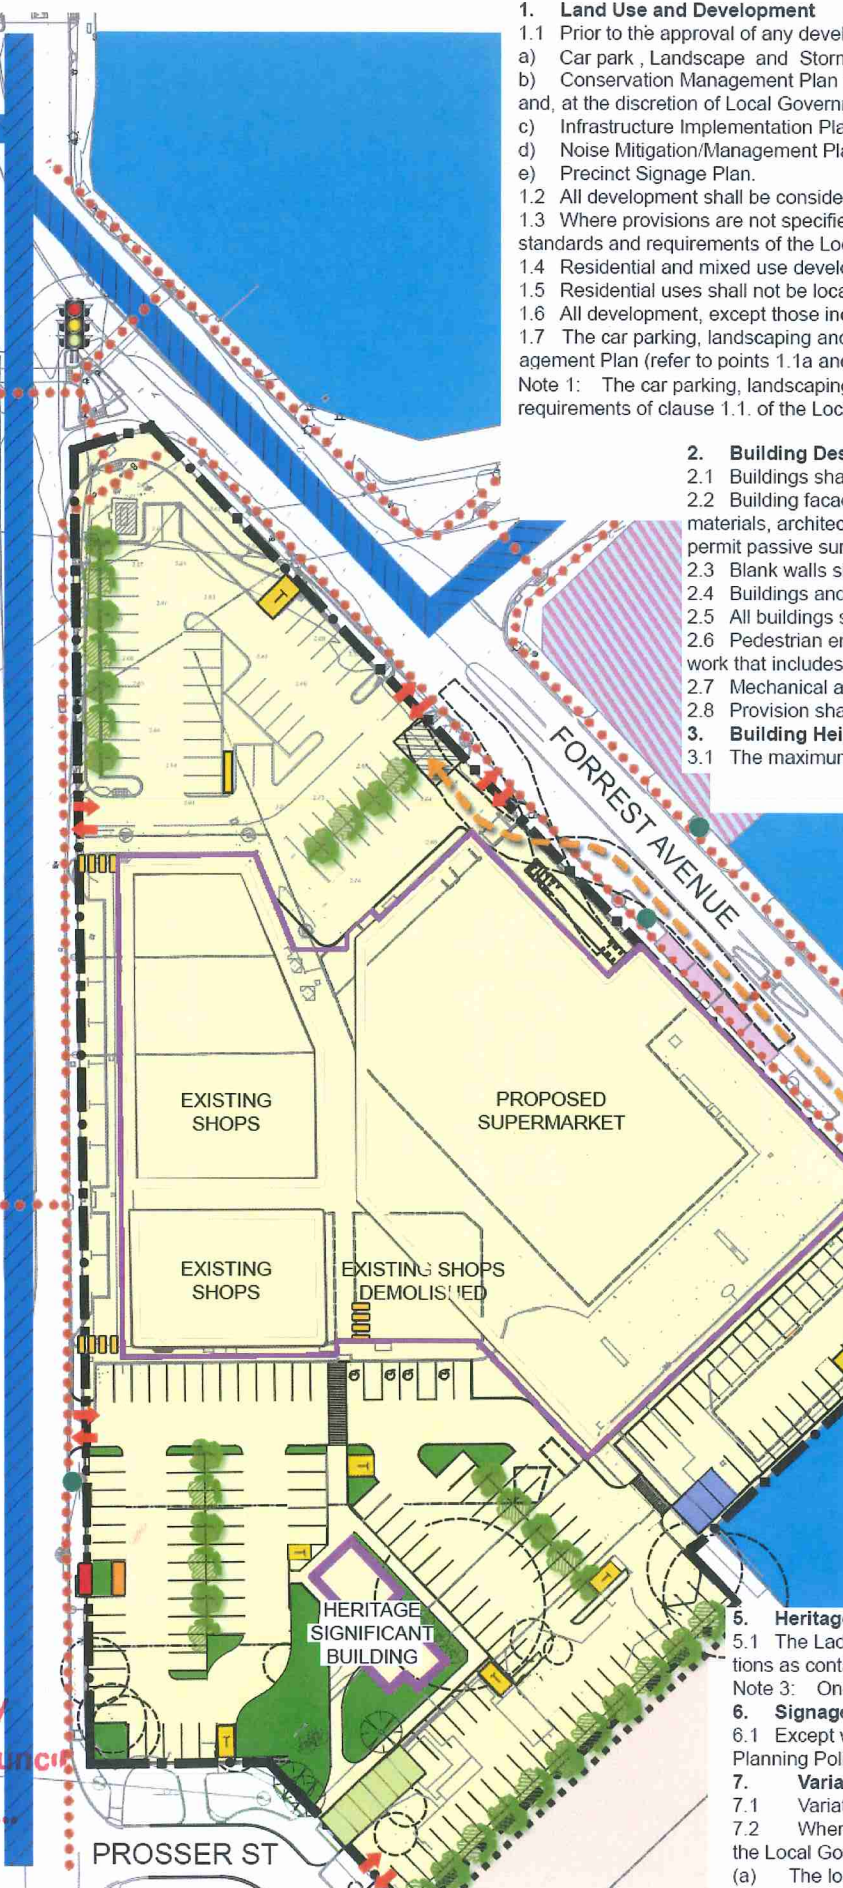 1. Land Use and Development
1.1 Prior to the approval of any devel
a) Car park , Landscape and Storm
b) Conservation Management Plan
and, at the discretion of Local Govern
c) Infrastructure Implementation Pla
d) Noise Mitigation/Management Pla
e) Precinct Signage Plan.
1.2 All development shall be conside
1.3 Where provisions are not specifie
standards and requirements of the Loc
1.4 Residential and mixed use develo
1.5 Residential uses shall not be loca
1.6 All development, except those inc
1.7 The car parking, landscaping and
agement Plan (refer to points 1.1a and
Note 1: The car parking, landscaping
requirements of clause 1.1. of the Loc
2. Building Des
2.1 Buildings sha
2.2 Building facad
materials, architec
permit passive sur
2.3 Blank walls s
2.4 Buildings and
2.5 All buildings s
2.6 Pedestrian en
work that includes
2.7 Mechanical a
2.8 Provision sha
3. Building Hei
3.1 The maximum
FORREST AVENUE
EXISTING
SHOPS
PROPOSED
SUPERMARKET
EXISTING
SHOPS
EXISTING SHOPS
DEMOLISHED
T
T
T
T
T
T
HERITAGE
SIGNIFICANT
BUILDING
5. Heritage
5.1 The Lad
tions as conta
Note 3: On
6. Signage
6.1 Except w
Planning Poli
7. Varia
7.1 Variat
7.2 Wher
the Local Go
(a) The lo
y
uncil
PROSSER ST